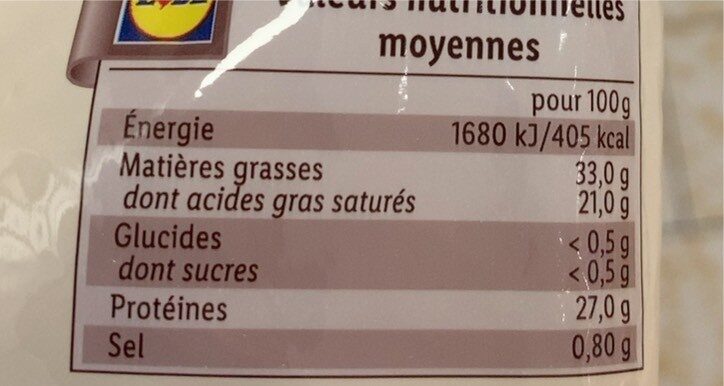 nutritionnelles
moyennes
pour 100g
Énergie 1680 kJ/405 kcal
Matières grasses 33,0 g
dont acides gras saturés 21,0 g
Glucides < 0,5 g
dont sucres < 0,5 g
Protéines 27,0 g
Sel 0,80 g